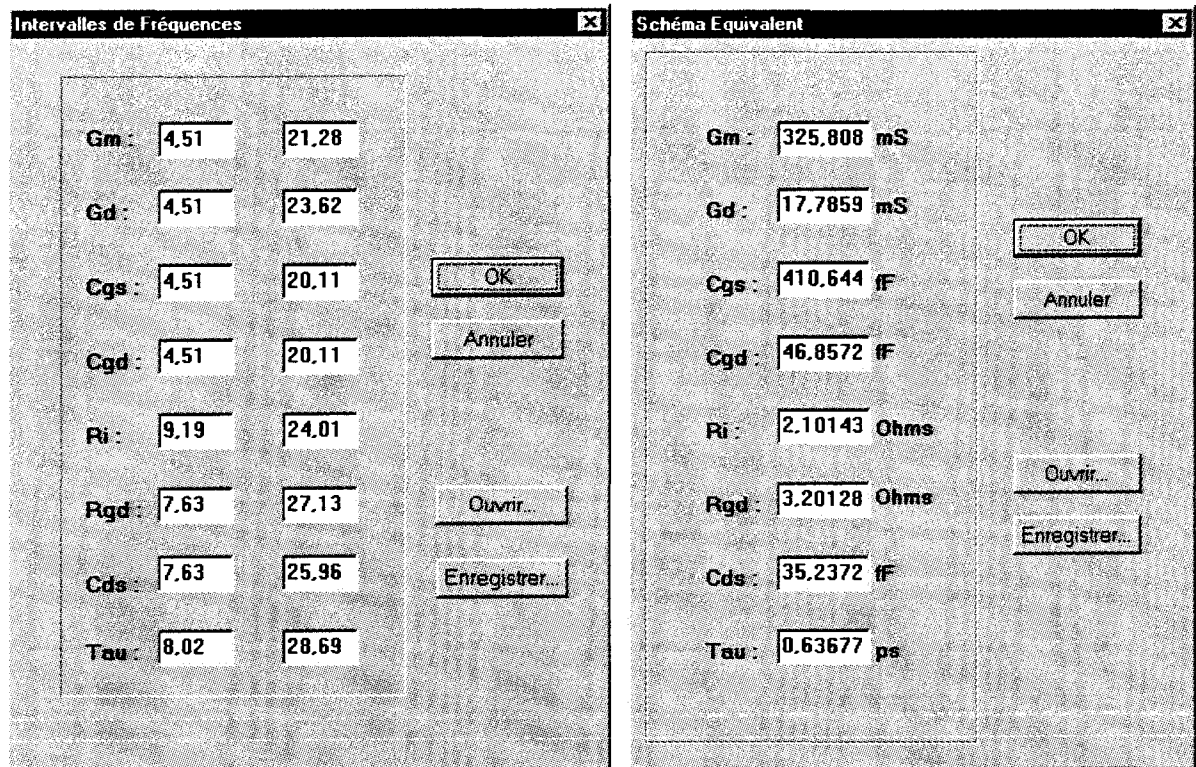 Intervalles de Fréquences
Gm : 4,51 21,28
Gd : 4,51 23,62
Cgs : 4,51 20,11
Cgd : 4,51 20,11
Ri : 9,19 24,01
Rgd : 7,63 27,13
Cds : 7,63 25,96
Tau : 8,02 28,69
OK
Annuler
Ouvrir...
Enregistrer...
Schéma Equivalent
Gm : 325,808 mS
Gd : 17,7859 mS
Cgs : 410,644 fF
Cgd : 46,8572 fF
Ri : 2,10143 Ohms
Rgd : 3,20128 Ohms
Cds : 35,2372 fF
Tau : 0,63677 ps
OK
Annuler
Ouvrir...
Enregistrer...